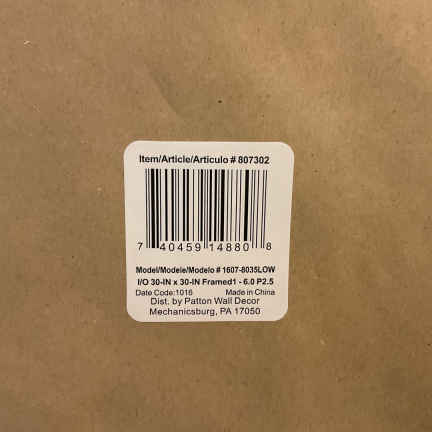 Item/Article/Articulo # 807302
7 40459 14880 8
Model/Modele/Modelo # 1607-8035LOW
I/O 30-IN x 30-IN Framed1 - 6.0 P2.5
Date Code:1016 Made in China
Dist. by Patton Wall Decor
Mechanicsburg, PA 17050